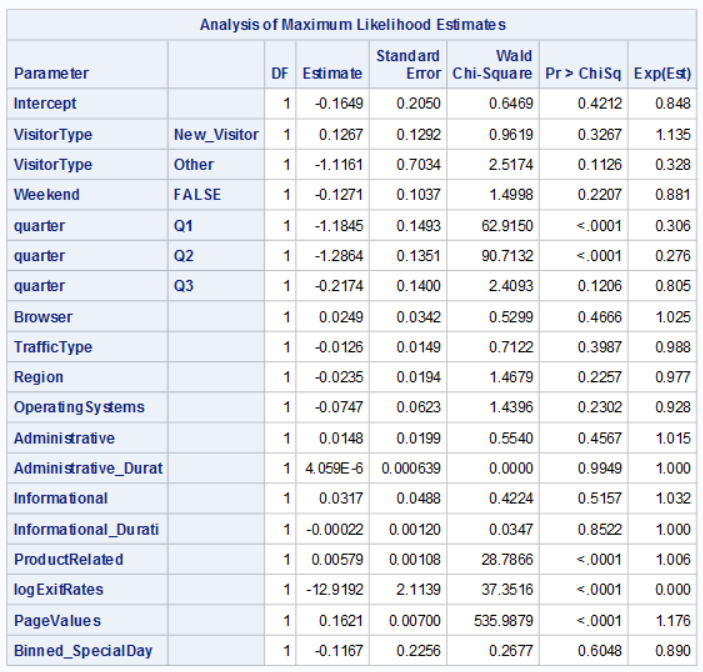 Analysis of Maximum Likelihood Estimates
Parameter DF Estimate Standard Error Wald Chi-Square Pr > ChiSq Exp(Est)
Intercept 1 -0.1649 0.2050 0.6469 0.4212 0.848
VisitorType New_Visitor 1 0.1267 0.1292 0.9619 0.3267 1.135
VisitorType Other 1 -1.1161 0.7034 2.5174 0.1126 0.328
Weekend FALSE 1 -0.1271 0.1037 1.4998 0.2207 0.881
quarter Q1 1 -1.1845 0.1493 62.9150 <.0001 0.306
quarter Q2 1 -1.2864 0.1351 90.7132 <.0001 0.276
quarter Q3 1 -0.2174 0.1400 2.4093 0.1206 0.805
Browser 1 0.0249 0.0342 0.5299 0.4666 1.025
TrafficType 1 -0.0126 0.0149 0.7122 0.3987 0.988
Region 1 -0.0235 0.0194 1.4679 0.2257 0.977
OperatingSystems 1 -0.0747 0.0623 1.4396 0.2302 0.928
Administrative 1 0.0148 0.0199 0.5540 0.4567 1.015
Administrative_Durat 1 4.059E-6 0.000639 0.0000 0.9949 1.000
Informational 1 0.0317 0.0488 0.4224 0.5157 1.032
Informational_Durati 1 -0.00022 0.00120 0.0347 0.8522 1.000
ProductRelated 1 0.00579 0.00108 28.7866 <.0001 1.006
logExitRates 1 -12.9192 2.1139 37.3516 <.0001 0.000
PageValues 1 0.1621 0.00700 535.9879 <.0001 1.176
Binned_SpecialDay 1 -0.1167 0.2256 0.2677 0.6048 0.890